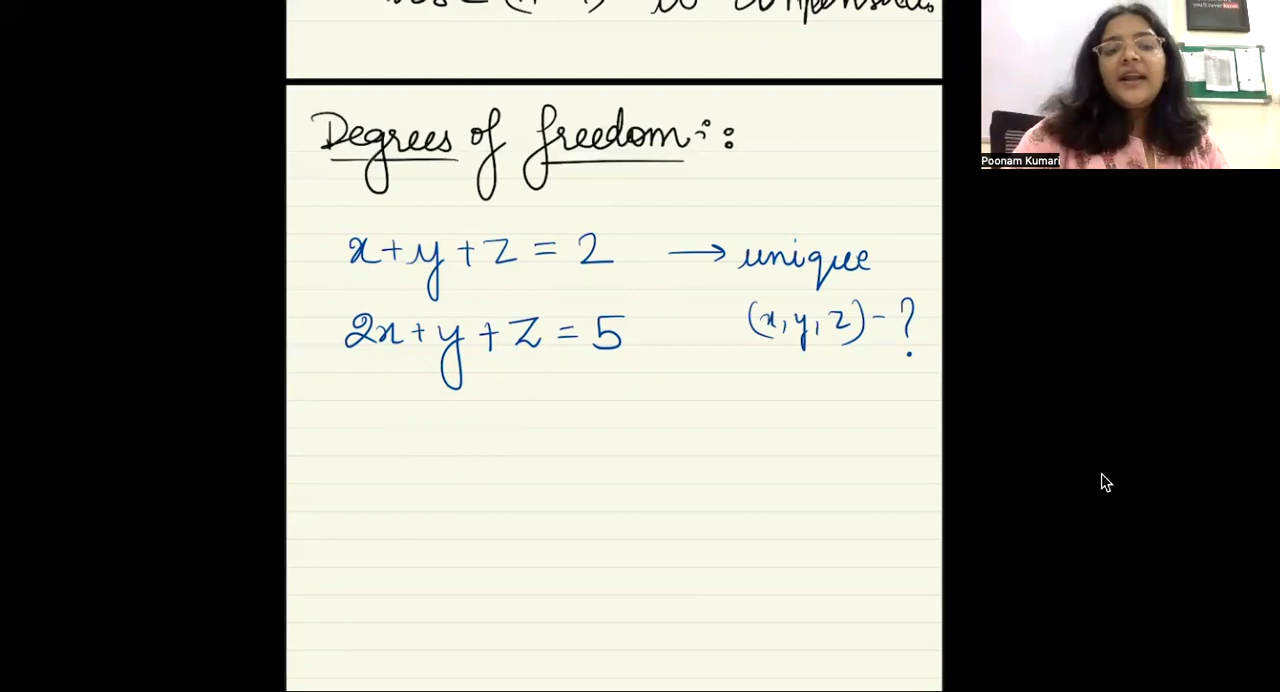 Degrees of freedom :
x + y + z = 2 → unique
2x + y + z = 5 (x, y, z) - ?
Poonam Kumari